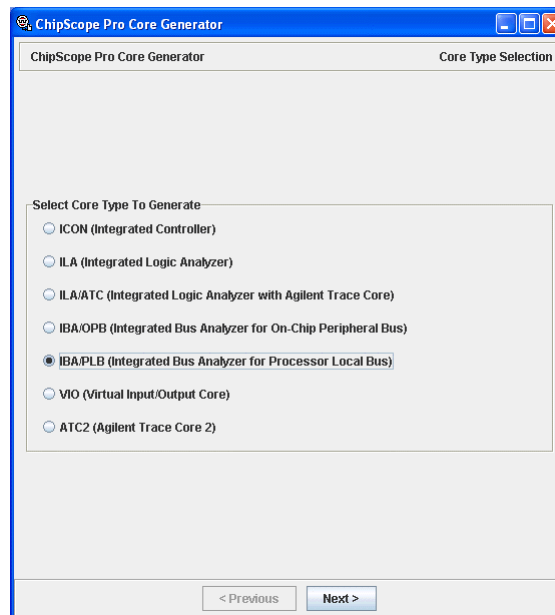 ChipScope Pro Core Generator
ChipScope Pro Core Generator Core Type Selection
Select Core Type To Generate
ICON (Integrated Controller)
ILA (Integrated Logic Analyzer)
ILA/ATC (Integrated Logic Analyzer with Agilent Trace Core)
IBA/OPB (Integrated Bus Analyzer for On-Chip Peripheral Bus)
IBA/PLB (Integrated Bus Analyzer for Processor Local Bus)
VIO (Virtual Input/Output Core)
ATC2 (Agilent Trace Core 2)
< Previous Next >